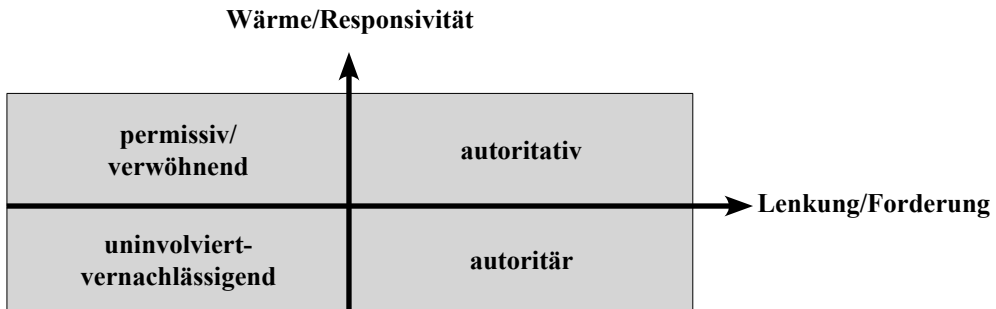 Wärme/Responsivität
permissiv/
verwöhnend
autoritativ
Lenkung/Forderung
uninvolviert-
vernachlässigend
autoritär